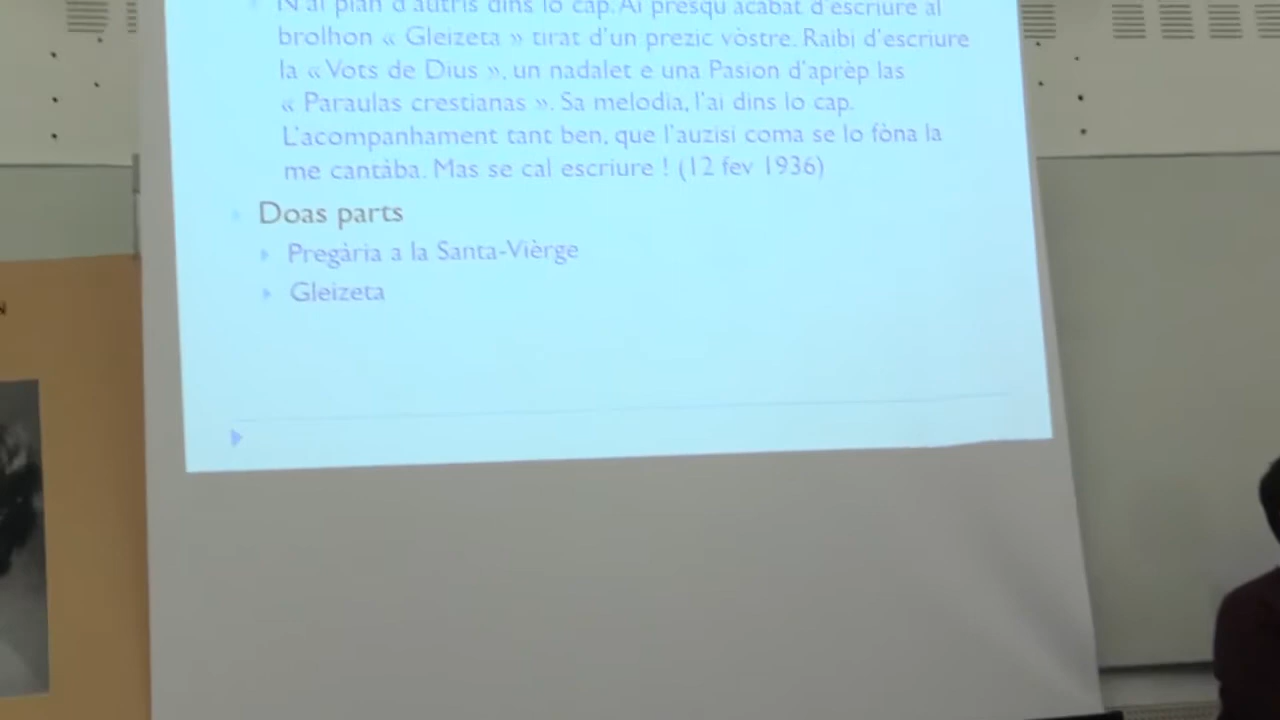 N'ai plan d'autris dins lo cap. Ai presqu'acabat d'escriure al
brolhon « Gleizeta » tirat d'un prezic vòstre. Raibi d'escriure
la « Vots de Dius », un nadalet e una Pasion d'aprèp las
« Paraulas crestianas ». Sa melodia, l'ai dins lo cap.
L'acompanhament tant ben, que l'auzisi coma se lo fòna la
me cantàba. Mas se cal escriure ! (12 fev 1936)
Doas parts
Pregària a la Santa-Vièrge
Gleizeta
N